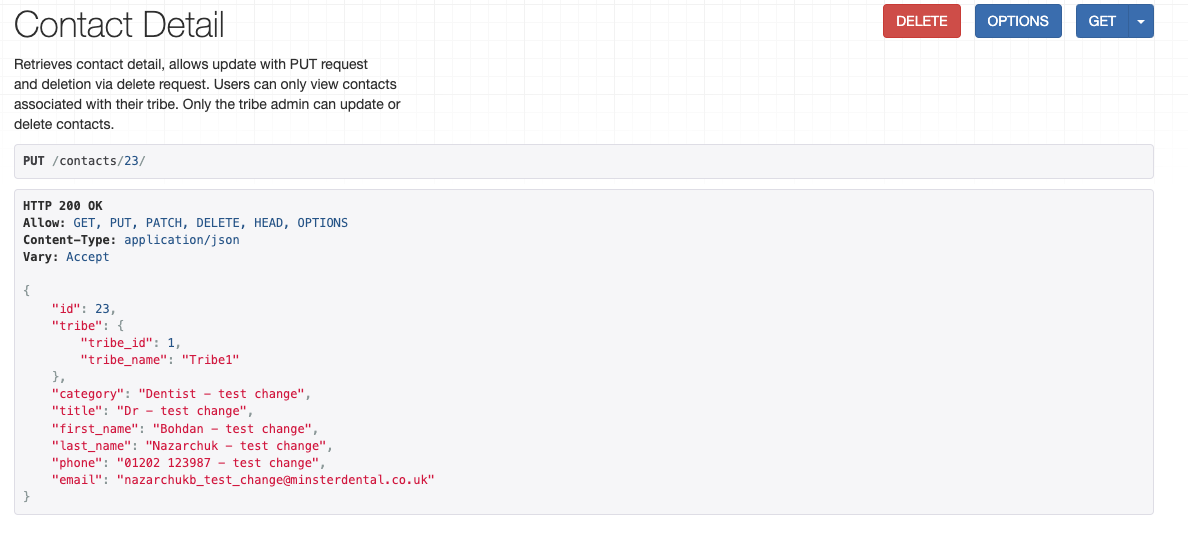 Contact Detail
DELETE
OPTIONS
GET
Retrieves contact detail, allows update with PUT request
and deletion via delete request. Users can only view contacts
associated with their tribe. Only the tribe admin can update or
delete contacts.
PUT /contacts/23/
HTTP 200 OK
Allow: GET, PUT, PATCH, DELETE, HEAD, OPTIONS
Content-Type: application/json
Vary: Accept
{
    "id": 23,
    "tribe": {
        "tribe_id": 1,
        "tribe_name": "Tribe1"
    },
    "category": "Dentist - test change",
    "title": "Dr - test change",
    "first_name": "Bohdan - test change",
    "last_name": "Nazarchuk - test change",
    "phone": "01202 123987 - test change",
    "email": "nazarchukb_test_change@minsterdental.co.uk"
}